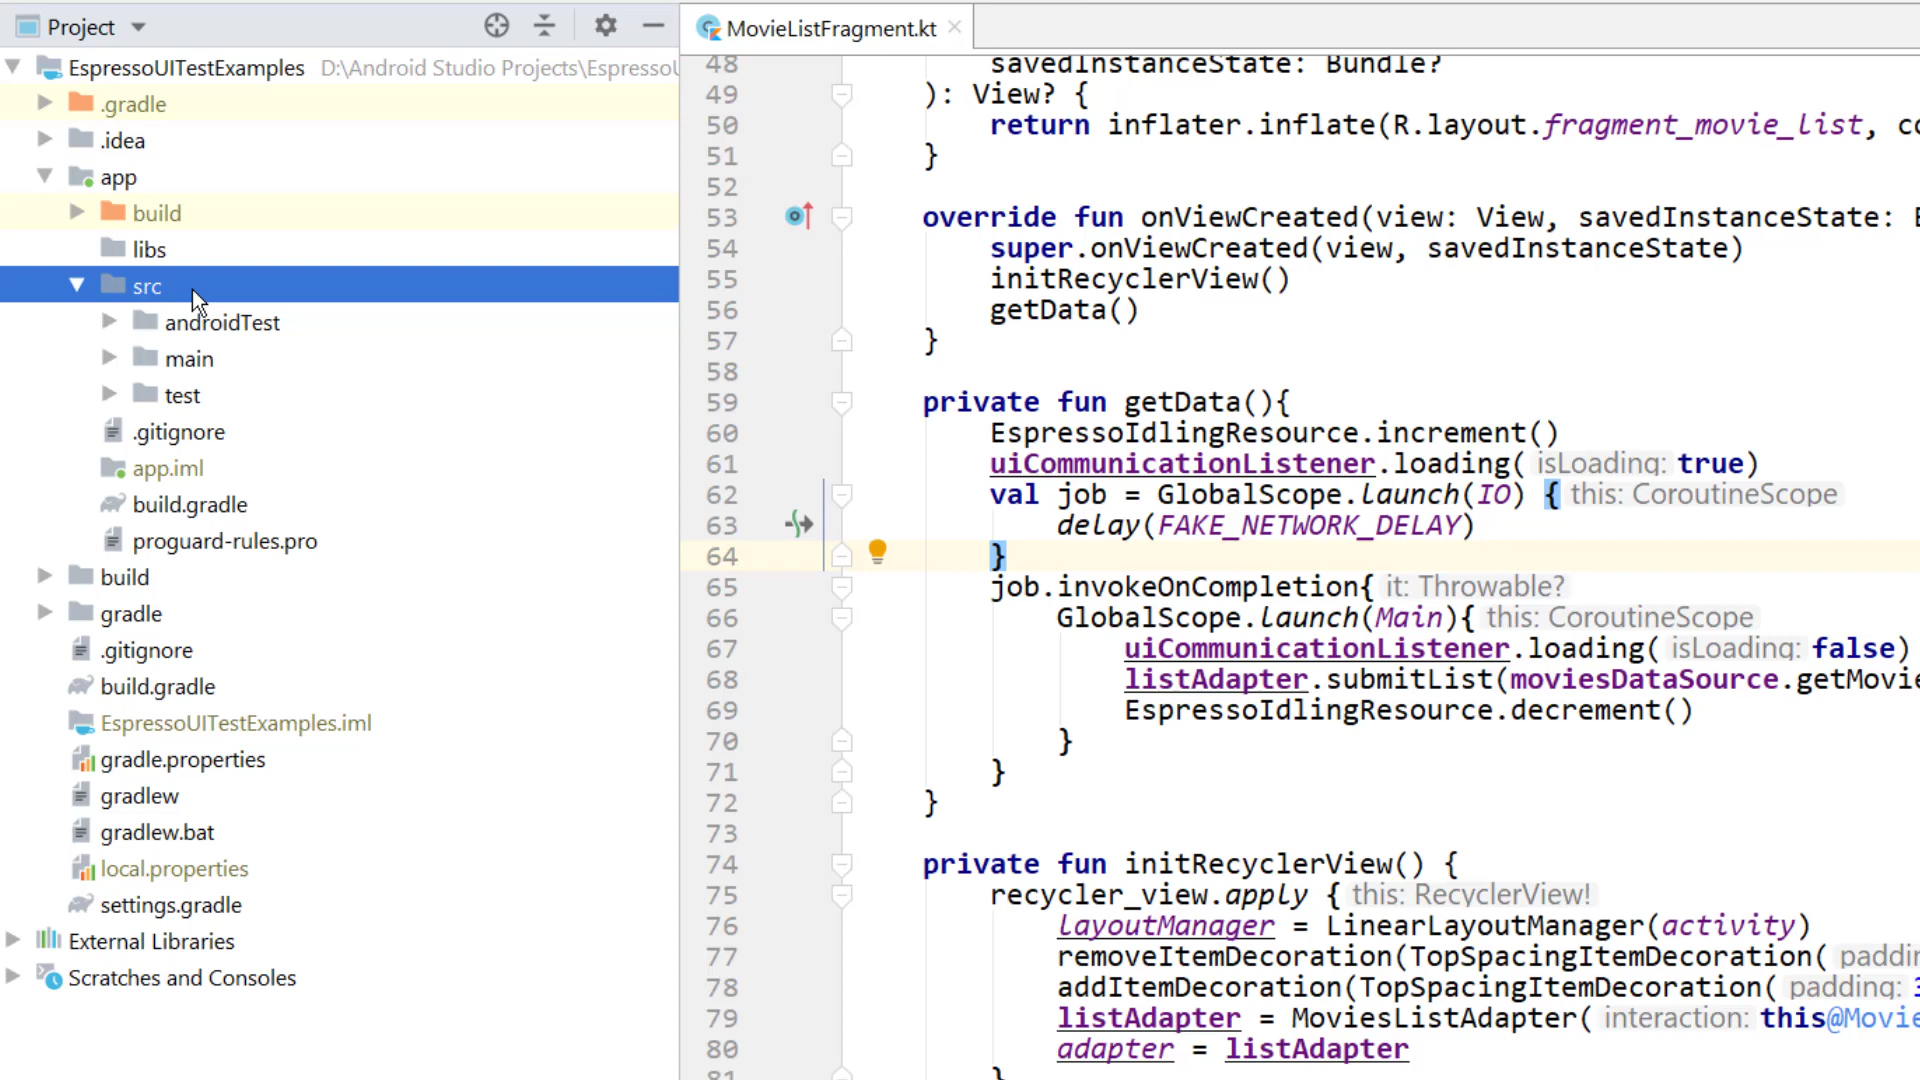 Project
EspressoUITestExamples D:\Android Studio Projects\Espresso
.gradle
.idea
app
build
libs
src
androidTest
main
test
.gitignore
app.iml
build.gradle
proguard-rules.pro
build
gradle
.gitignore
build.gradle
EspressoUITestExamples.iml
gradle.properties
gradlew
gradlew.bat
local.properties
settings.gradle
External Libraries
Scratches and Consoles
MovieListFragment.kt
48 savedInstanceState: Bundle?
49 ): View? {
50 return inflater.inflate(R.layout.fragment_movie_list, co
51 }
52
53 override fun onViewCreated(view: View, savedInstanceState: B
54 super.onViewCreated(view, savedInstanceState)
55 initRecyclerView()
56 getData()
57 }
58
59 private fun getData(){
60 EspressoIdlingResource.increment()
61 uiCommunicationListener.loading( isLoading: true)
62 val job = GlobalScope.launch(IO) { this: CoroutineScope
63 delay(FAKE_NETWORK_DELAY)
64 }
65 job.invokeOnCompletion{ it: Throwable?
66 GlobalScope.launch(Main){ this: CoroutineScope
67 uiCommunicationListener.loading( isLoading: false)
68 listAdapter.submitList(moviesDataSource.getMovie
69 EspressoIdlingResource.decrement()
70 }
71 }
72 }
73
74 private fun initRecyclerView() {
75 recycler_view.apply { this: RecyclerView!
76 layoutManager = LinearLayoutManager(activity)
77 removeItemDecoration(TopSpacingItemDecoration( paddin
78 addItemDecoration(TopSpacingItemDecoration( padding: 3
79 listAdapter = MoviesListAdapter( interaction: this@Movie
80 adapter = listAdapter
81 }